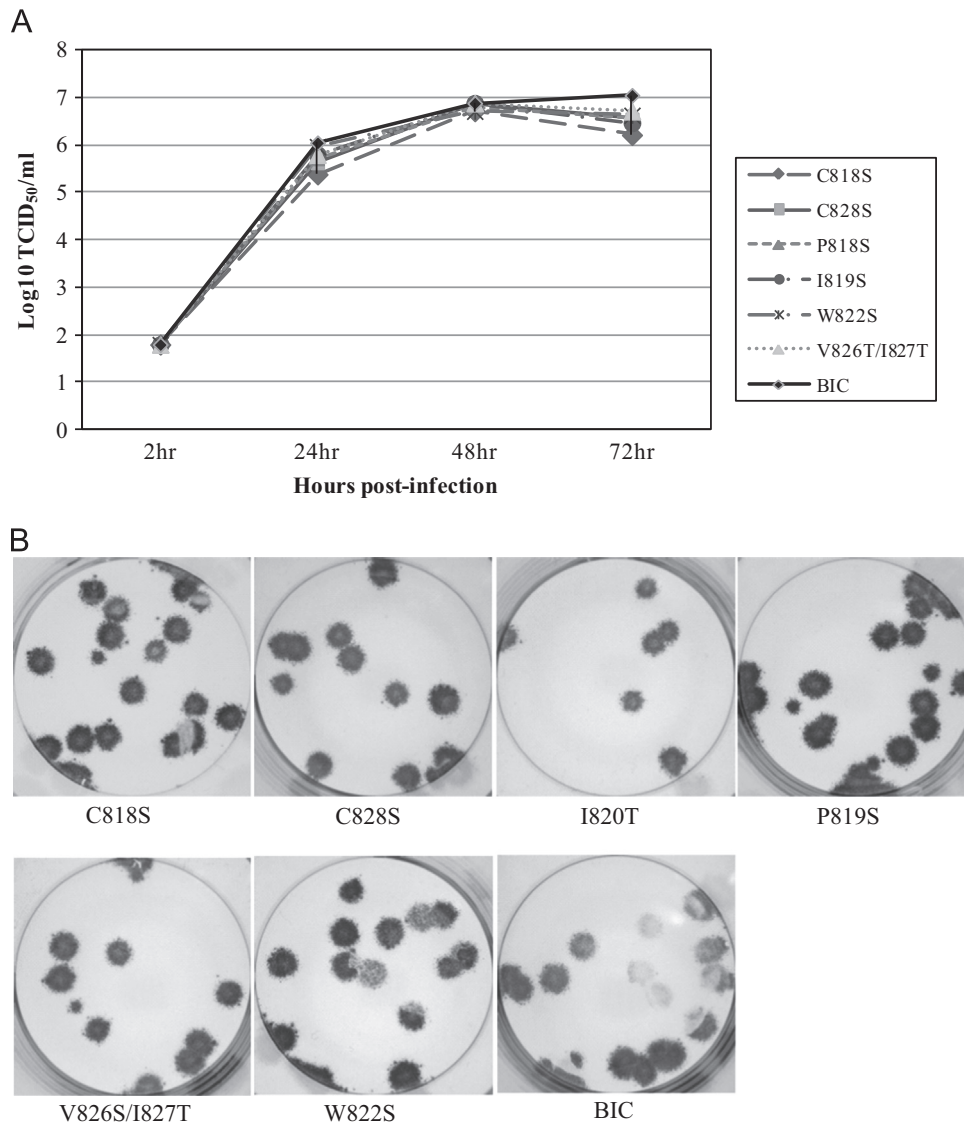 A
8
7
6
5
4
3
2
1
0
Log10 TCID50/ml
2hr 24hr 48hr 72hr
Hours post-infection
C818S
C828S
P818S
I819S
W822S
V826T/I827T
BIC
B
C818S C828S I820T P819S
V826S/I827T W822S BIC